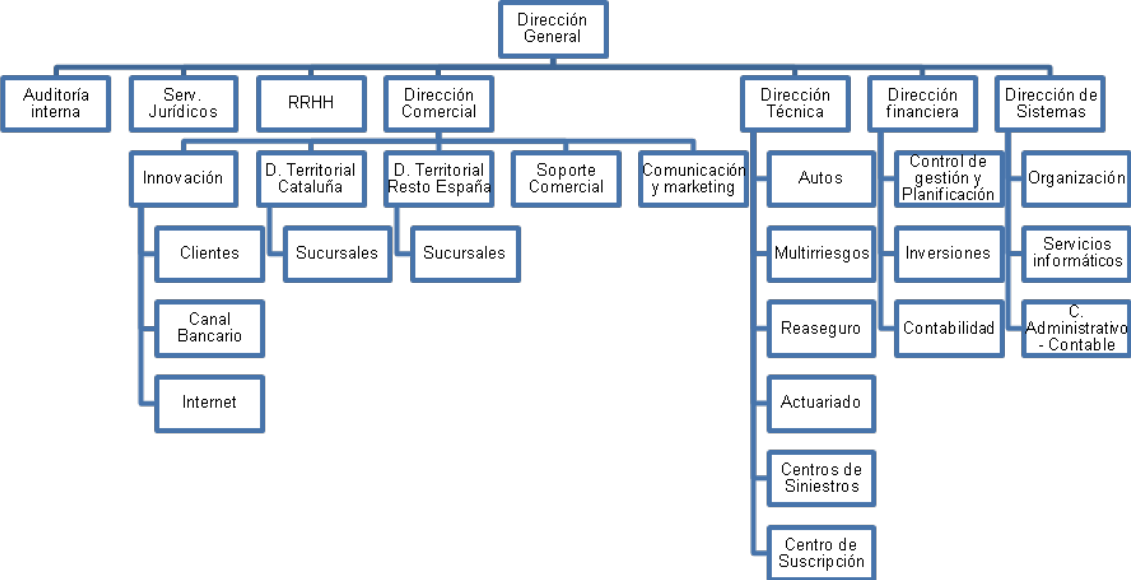 Dirección
General
Auditoría
interna
Serv.
Jurídicos
RRHH
Dirección
Comercial
Dirección
Técnica
Dirección
financiera
Dirección de
Sistemas
Innovación
D. Territorial
Cataluña
D. Territorial
Resto España
Soporte
Comercial
Comunicación
y marketing
Autos
Control de
gestión y
Planificación
Organización
Clientes
Sucursales
Sucursales
Multirriesgos
Inversiones
Servicios
informáticos
Canal
Bancario
Reaseguro
Contabilidad
C.
Administrativo
- Contable
Internet
Actuariado
Centros de
Siniestros
Centro de
Suscripción